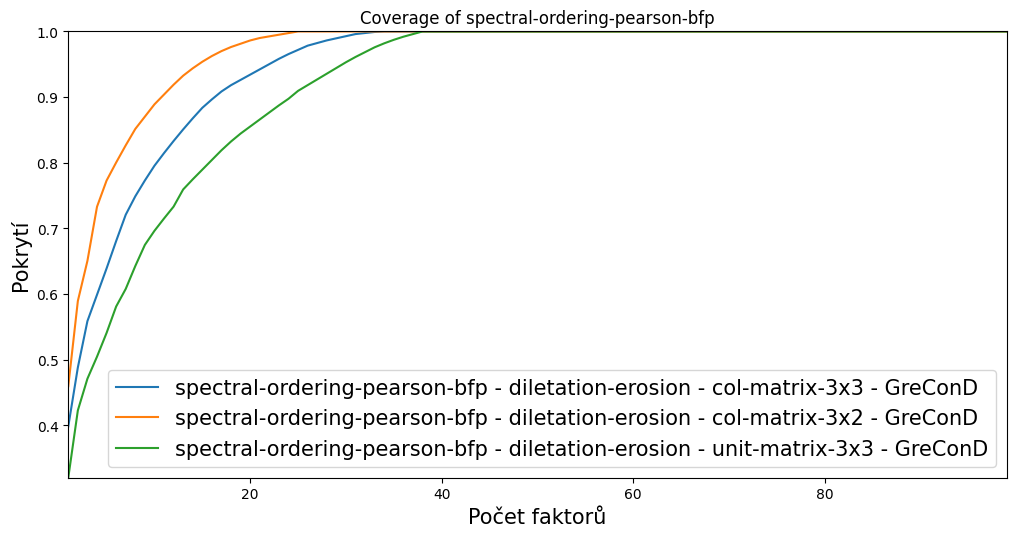 Coverage of spectral-ordering-pearson-bfp
1.0
0.9
0.8
0.7
0.6
0.5
0.4
Pokrytí
spectral-ordering-pearson-bfp - diletation-erosion - col-matrix-3x3 - GreConD
spectral-ordering-pearson-bfp - diletation-erosion - col-matrix-3x2 - GreConD
spectral-ordering-pearson-bfp - diletation-erosion - unit-matrix-3x3 - GreConD
20 40 60 80
Počet faktorů